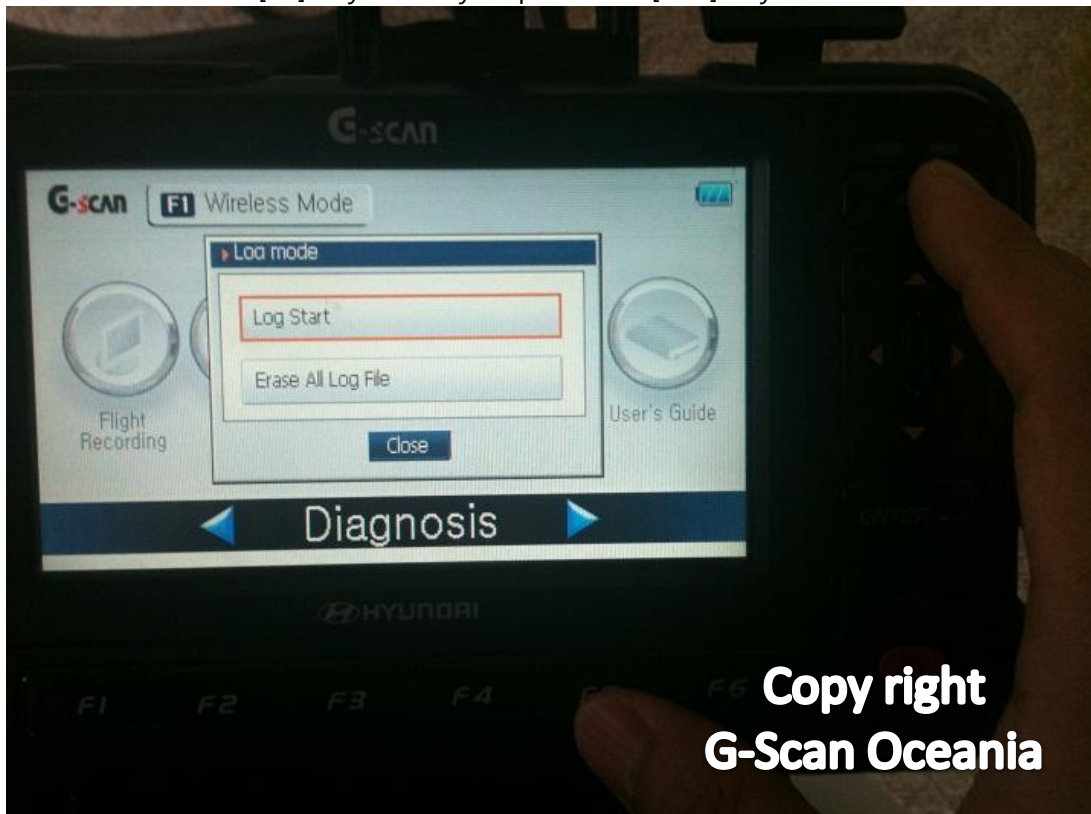 G-scan
G-scan F1 Wireless Mode
Log mode
Log Start
Erase All Log File
Flight
Recording
User's Guide
Close
Diagnosis
ENTER
HYUNDAI
F1 F2 F3 F4 F6
Copy right
G-Scan Oceania